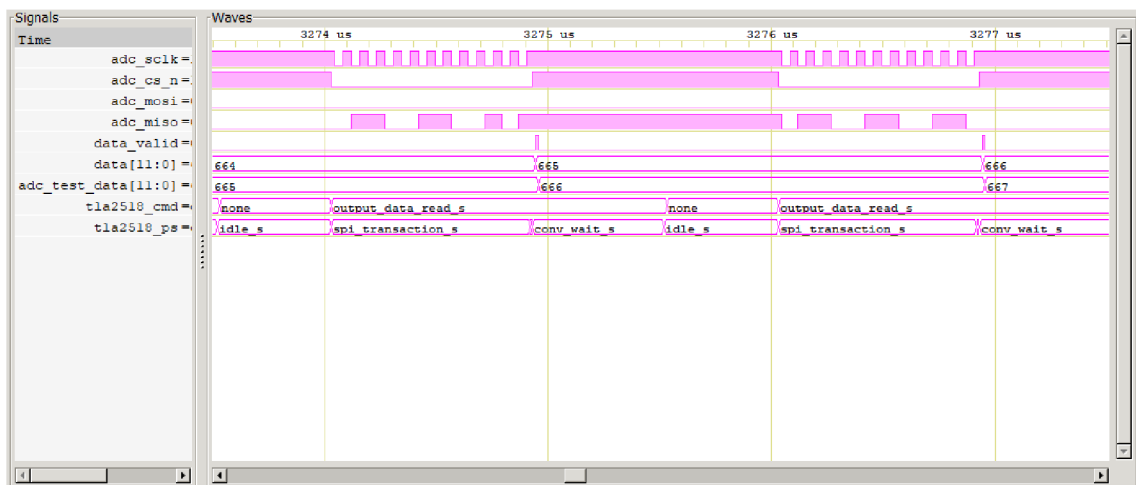 Signals
Waves
Time
3274 us 3275 us 3276 us 3277 us
adc_sclk=
adc_cs_n=
adc_mosi=
adc_miso=
data_valid=
data[11:0]= 664 665 666
adc_test_data[11:0]= 665 666 667
tla2518_cmd= none output_data_read_s none output_data_read_s
tla2518_ps= idle_s spi_transaction_s conv_wait_s idle_s spi_transaction_s conv_wait_s